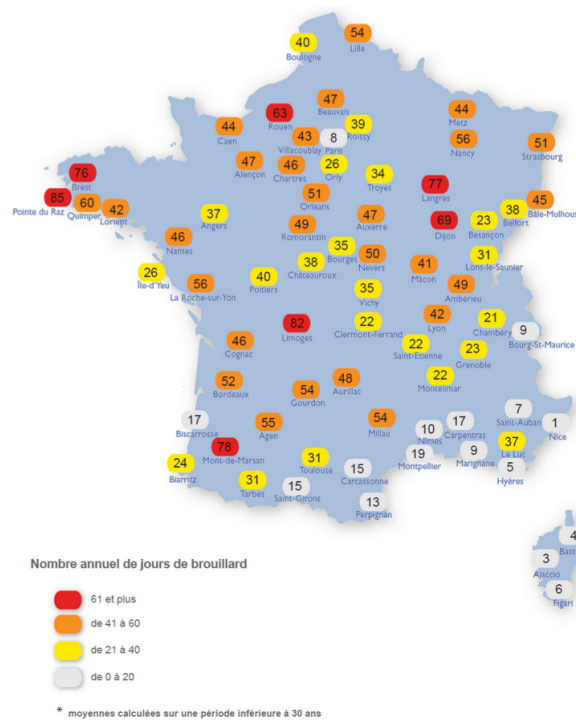 54
Lille
40
Boulogne
47
Beauvais
63
Rouen
39
Roissy
44
Caen
44
Metz
43
Villacoublay
8
Paris
56
Nancy
51
Strasbourg
47
Alençon
46
Chartres
26
Orly
34
Troyes
76
Brest
77
Langres
85
Pointe du Raz
60
Quimper
42
Lorient
51
Orléans
45
Bâle-Mulhous
37
Angers
49
Romorantin
47
Auxerre
69
Dijon
23
Besançon
38
Belfort
46
Nantes
35
Bourges
50
Nevers
31
Lons-le-Saunier
26
Île-d'Yeu
56
La Roche-sur-Yon
40
Poitiers
38
Châteauroux
41
Mâcon
49
Ambérieu
35
Vichy
82
Limoges
22
Clermont-Ferrand
42
Lyon
21
Chambéry
9
Bourg-St-Maurice
46
Cognac
22
Saint-Etienne
23
Grenoble
52
Bordeaux
54
Gourdon
48
Aurillac
22
Montelimar
17
Biscarrosse
55
Agen
54
Millau
10
Nîmes
17
Carpentras
7
Saint-Auban
1
Nice
78
Mont-de-Marsan
37
Le Luc
24
Biarritz
31
Tarbes
31
Toulouse
15
Saint-Girons
15
Carcassonne
19
Montpellier
9
Marignane
5
Hyères
13
Perpignan
4
Basti
3
Ajaccio
6
Figari
Nombre annuel de jours de brouillard
61 et plus
de 41 à 60
de 21 à 40
de 0 à 20
* moyennes calculées sur une période inférieure à 30 ans